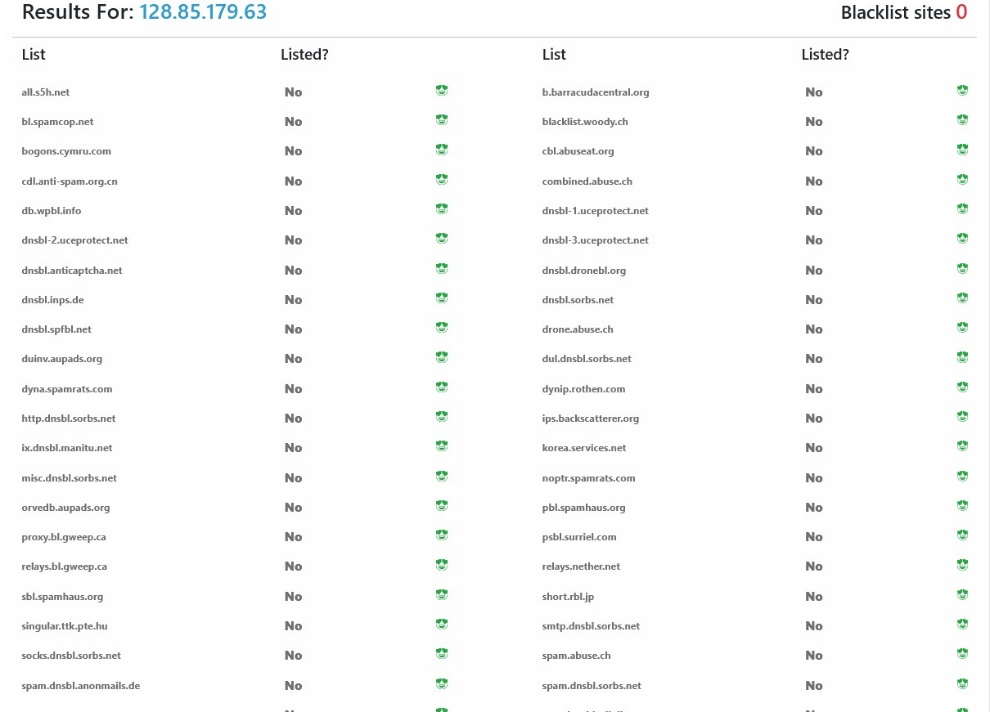 Results For: 128.85.179.63 Blacklist sites 0
List Listed? List Listed?
all.s5h.net No b.barracudacentral.org No
bl.spamcop.net No blacklist.woody.ch No
bogons.cymru.com No cbl.abuseat.org No
cdl.anti-spam.org.cn No combined.abuse.ch No
db.wpbl.info No dnsbl-1.uceprotect.net No
dnsbl-2.uceprotect.net No dnsbl-3.uceprotect.net No
dnsbl.anticaptcha.net No dnsbl.dronebl.org No
dnsbl.inps.de No dnsbl.sorbs.net No
dnsbl.spfbl.net No drone.abuse.ch No
duinv.aupads.org No dul.dnsbl.sorbs.net No
dyna.spamrats.com No dynip.rothen.com No
http.dnsbl.sorbs.net No ips.backscatterer.org No
ix.dnsbl.manitu.net No korea.services.net No
misc.dnsbl.sorbs.net No noptr.spamrats.com No
orvedb.aupads.org No pbl.spamhaus.org No
proxy.bl.gweep.ca No psbl.surriel.com No
relays.bl.gweep.ca No relays.nether.net No
sbl.spamhaus.org No short.rbl.jp No
singular.ttk.pte.hu No smtp.dnsbl.sorbs.net No
socks.dnsbl.sorbs.net No spam.abuse.ch No
spam.dnsbl.anonmails.de No spam.dnsbl.sorbs.net No